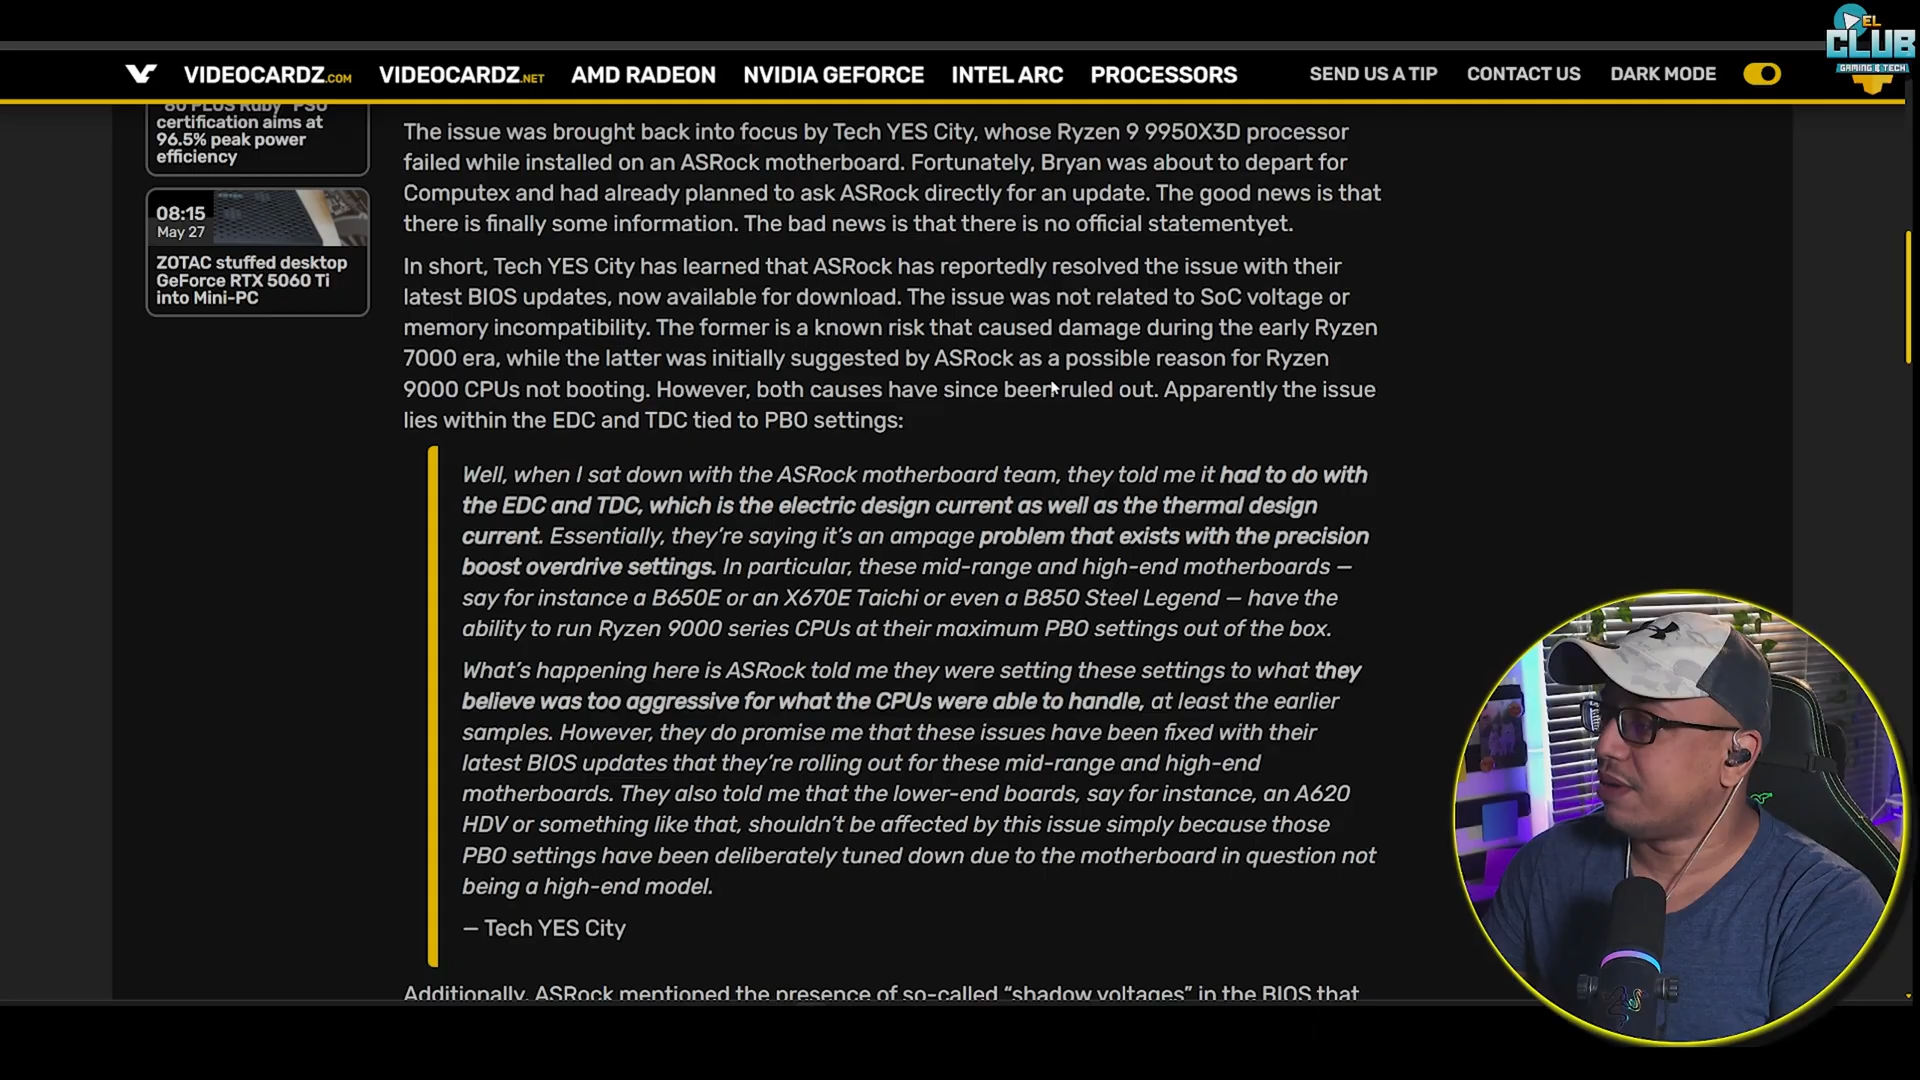 EL
CLUB
GAMING & TECH
VIDEOCARDZ.COM VIDEOCARDZ.NET AMD RADEON NVIDIA GEFORCE INTEL ARC PROCESSORS SEND US A TIP CONTACT US DARK MODE
"80 PLUS Ruby" PSU
certification aims at
96.5% peak power
efficiency
08:15
May 27
ZOTAC stuffed desktop
GeForce RTX 5060 Ti
into Mini-PC
The issue was brought back into focus by Tech YES City, whose Ryzen 9 9950X3D processor
failed while installed on an ASRock motherboard. Fortunately, Bryan was about to depart for
Computex and had already planned to ask ASRock directly for an update. The good news is that
there is finally some information. The bad news is that there is no official statementyet.
In short, Tech YES City has learned that ASRock has reportedly resolved the issue with their
latest BIOS updates, now available for download. The issue was not related to SoC voltage or
memory incompatibility. The former is a known risk that caused damage during the early Ryzen
7000 era, while the latter was initially suggested by ASRock as a possible reason for Ryzen
9000 CPUs not booting. However, both causes have since been ruled out. Apparently the issue
lies within the EDC and TDC tied to PBO settings:
Well, when I sat down with the ASRock motherboard team, they told me it had to do with
the EDC and TDC, which is the electric design current as well as the thermal design
current. Essentially, they're saying it's an ampage problem that exists with the precision
boost overdrive settings. In particular, these mid-range and high-end motherboards —
say for instance a B650E or an X670E Taichi or even a B850 Steel Legend — have the
ability to run Ryzen 9000 series CPUs at their maximum PBO settings out of the box.
What's happening here is ASRock told me they were setting these settings to what they
believe was too aggressive for what the CPUs were able to handle, at least the earlier
samples. However, they do promise me that these issues have been fixed with their
latest BIOS updates that they're rolling out for these mid-range and high-end
motherboards. They also told me that the lower-end boards, say for instance, an A620
HDV or something like that, shouldn't be affected by this issue simply because those
PBO settings have been deliberately tuned down due to the motherboard in question not
being a high-end model.
— Tech YES City
Additionally, ASRock mentioned the presence of so-called "shadow voltages" in the BIOS that